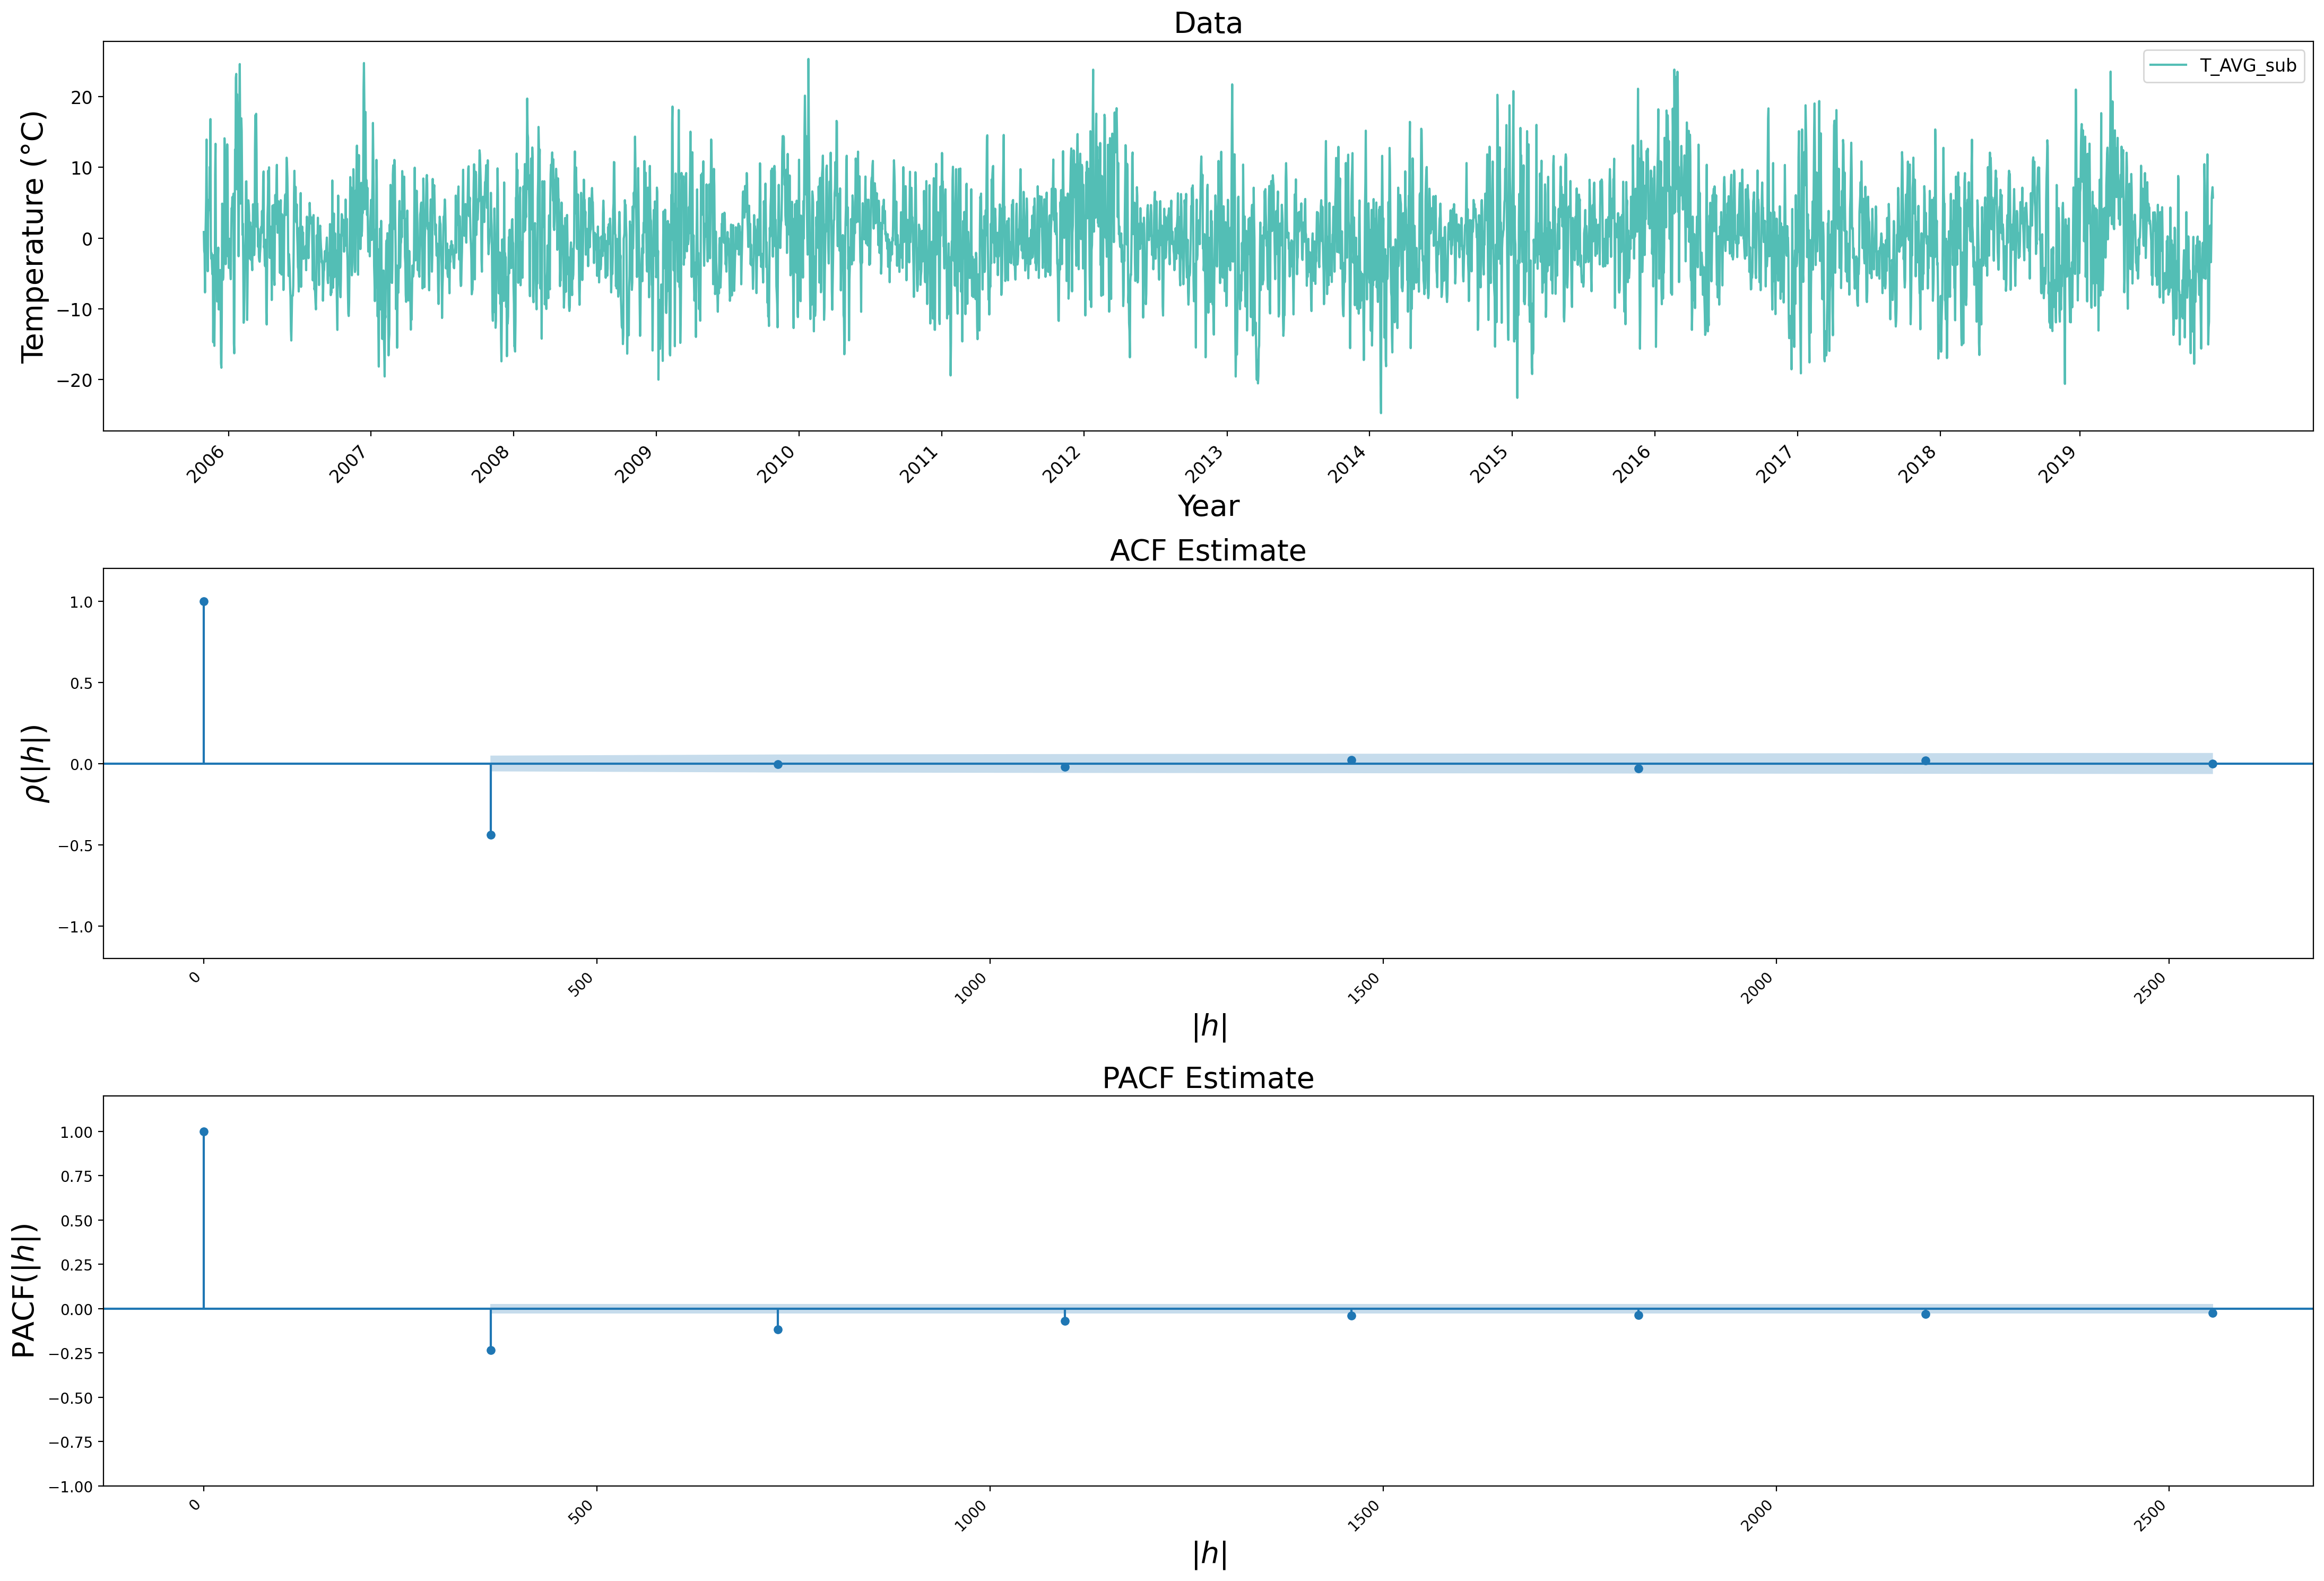 Data
T_AVG_sub
Temperature (°C)
20
10
0
−10
−20
2006 2007 2008 2009 2010 2011 2012 2013 2014 2015 2016 2017 2018 2019
Year
ACF Estimate
ρ(|h|)
1.0
0.5
0.0
−0.5
−1.0
0 500 1000 1500 2000 2500
|h|
PACF Estimate
PACF(|h|)
1.00
0.75
0.50
0.25
0.00
−0.25
−0.50
−0.75
−1.00
0 500 1000 1500 2000 2500
|h|